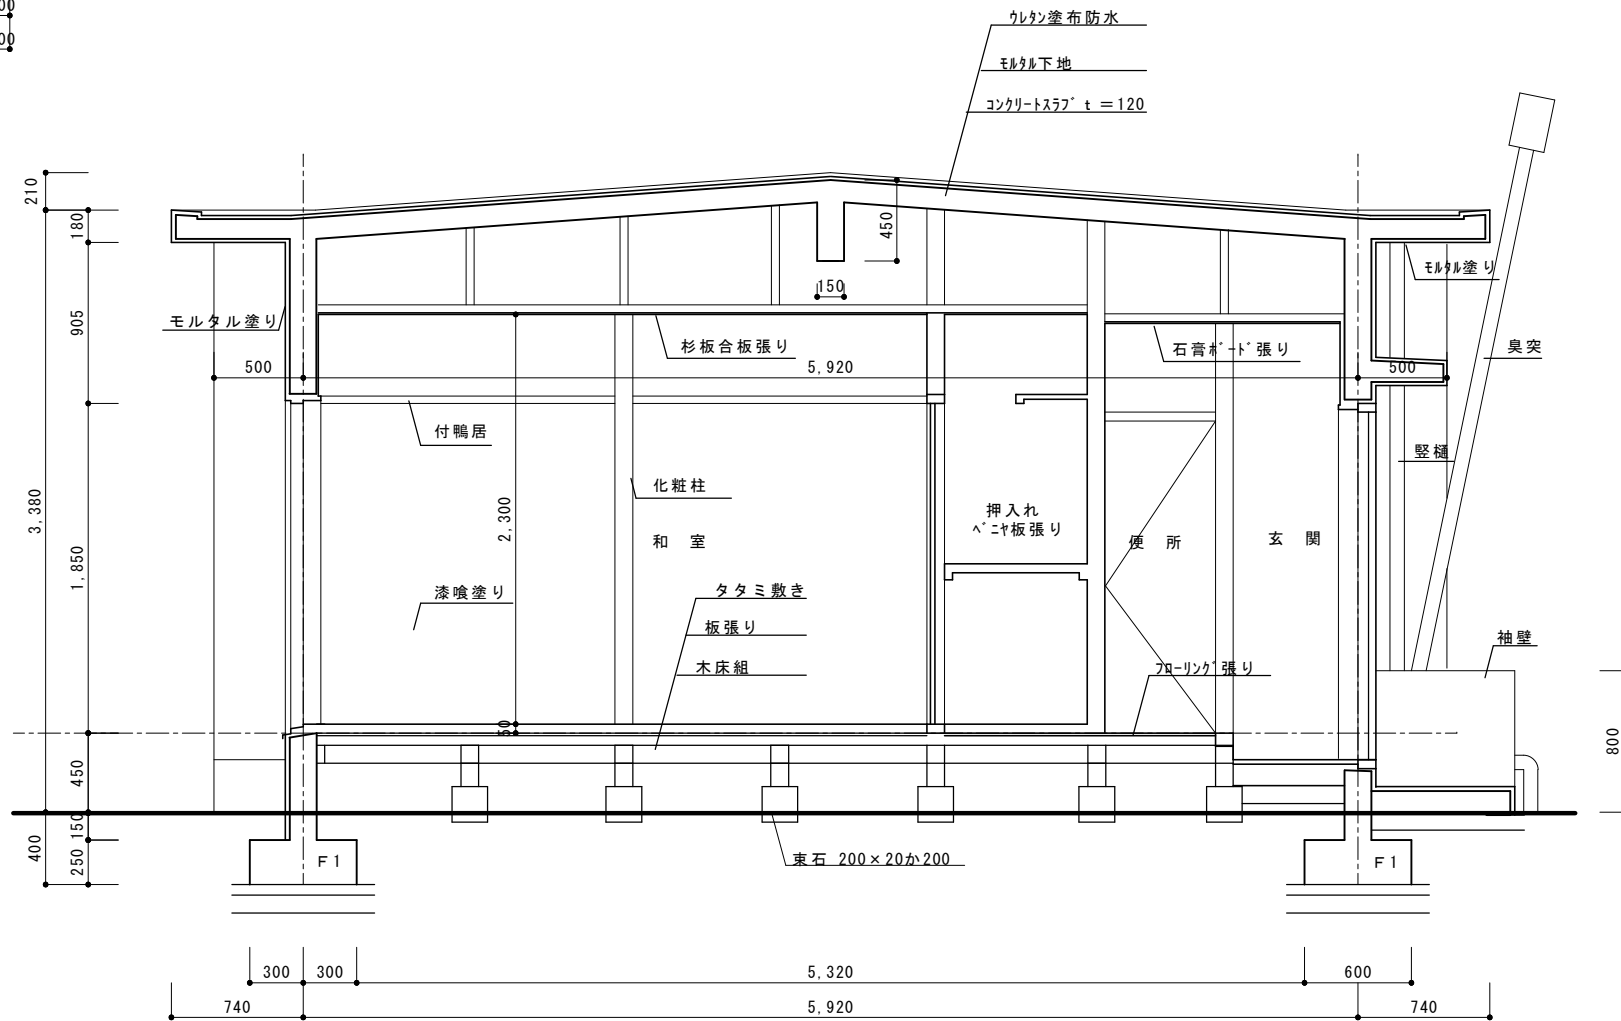 00
00
ウレタン塗布防水
モルタル下地
コンクリートスラブ t =120
210
180
905
3,380
1,850
450
400
150
250
450
150
モルタル塗り
モルタル塗り
杉板合板張り
石膏ボード張り
臭突
500
5,920
500
付鴨居
竪樋
化粧柱
2,300
和 室
押入れ
ベニヤ板張り
便 所
玄 関
漆喰塗り
タタミ敷き
板張り
木床組
フローリング張り
袖壁
50
800
束石 200×20か200
F1
F1
300
300
5,320
600
740
5,920
740